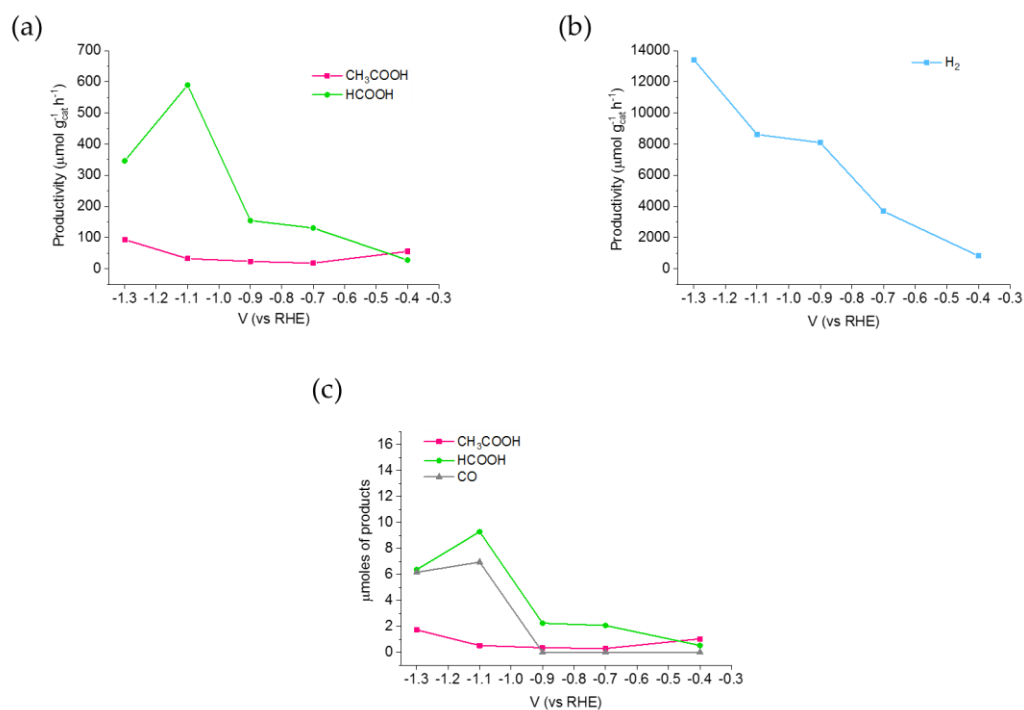 (a)
700
600
500
400
300
200
100
0
Productivity (μmol g⁻¹cat h⁻¹)
CH₃COOH
HCOOH
-1.3 -1.2 -1.1 -1.0 -0.9 -0.8 -0.7 -0.6 -0.5 -0.4 -0.3
V (vs RHE)
(b)
14000
12000
10000
8000
6000
4000
2000
0
Productivity (μmol g⁻¹cat h⁻¹)
H₂
-1.3 -1.2 -1.1 -1.0 -0.9 -0.8 -0.7 -0.6 -0.5 -0.4 -0.3
V (vs RHE)
(c)
16
14
12
10
8
6
4
2
0
μmoles of products
CH₃COOH
HCOOH
CO
-1.3 -1.2 -1.1 -1.0 -0.9 -0.8 -0.7 -0.6 -0.5 -0.4 -0.3
V (vs RHE)